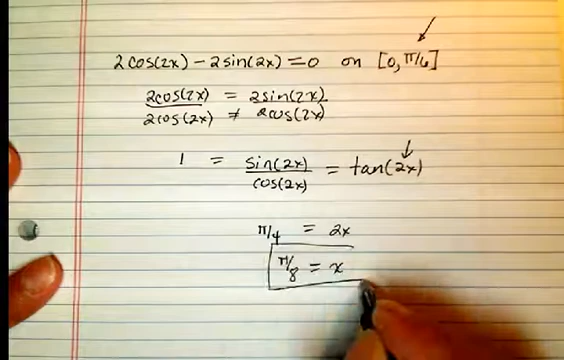 2cos(2x) - 2sin(2x) = 0 on [0, π/6]
2cos(2x) = 2sin(2x)
2cos(2x) ≠ 2cos(2x)
1 = sin(2x)/cos(2x) = tan(2x)
π/4 = 2x
π/8 = x